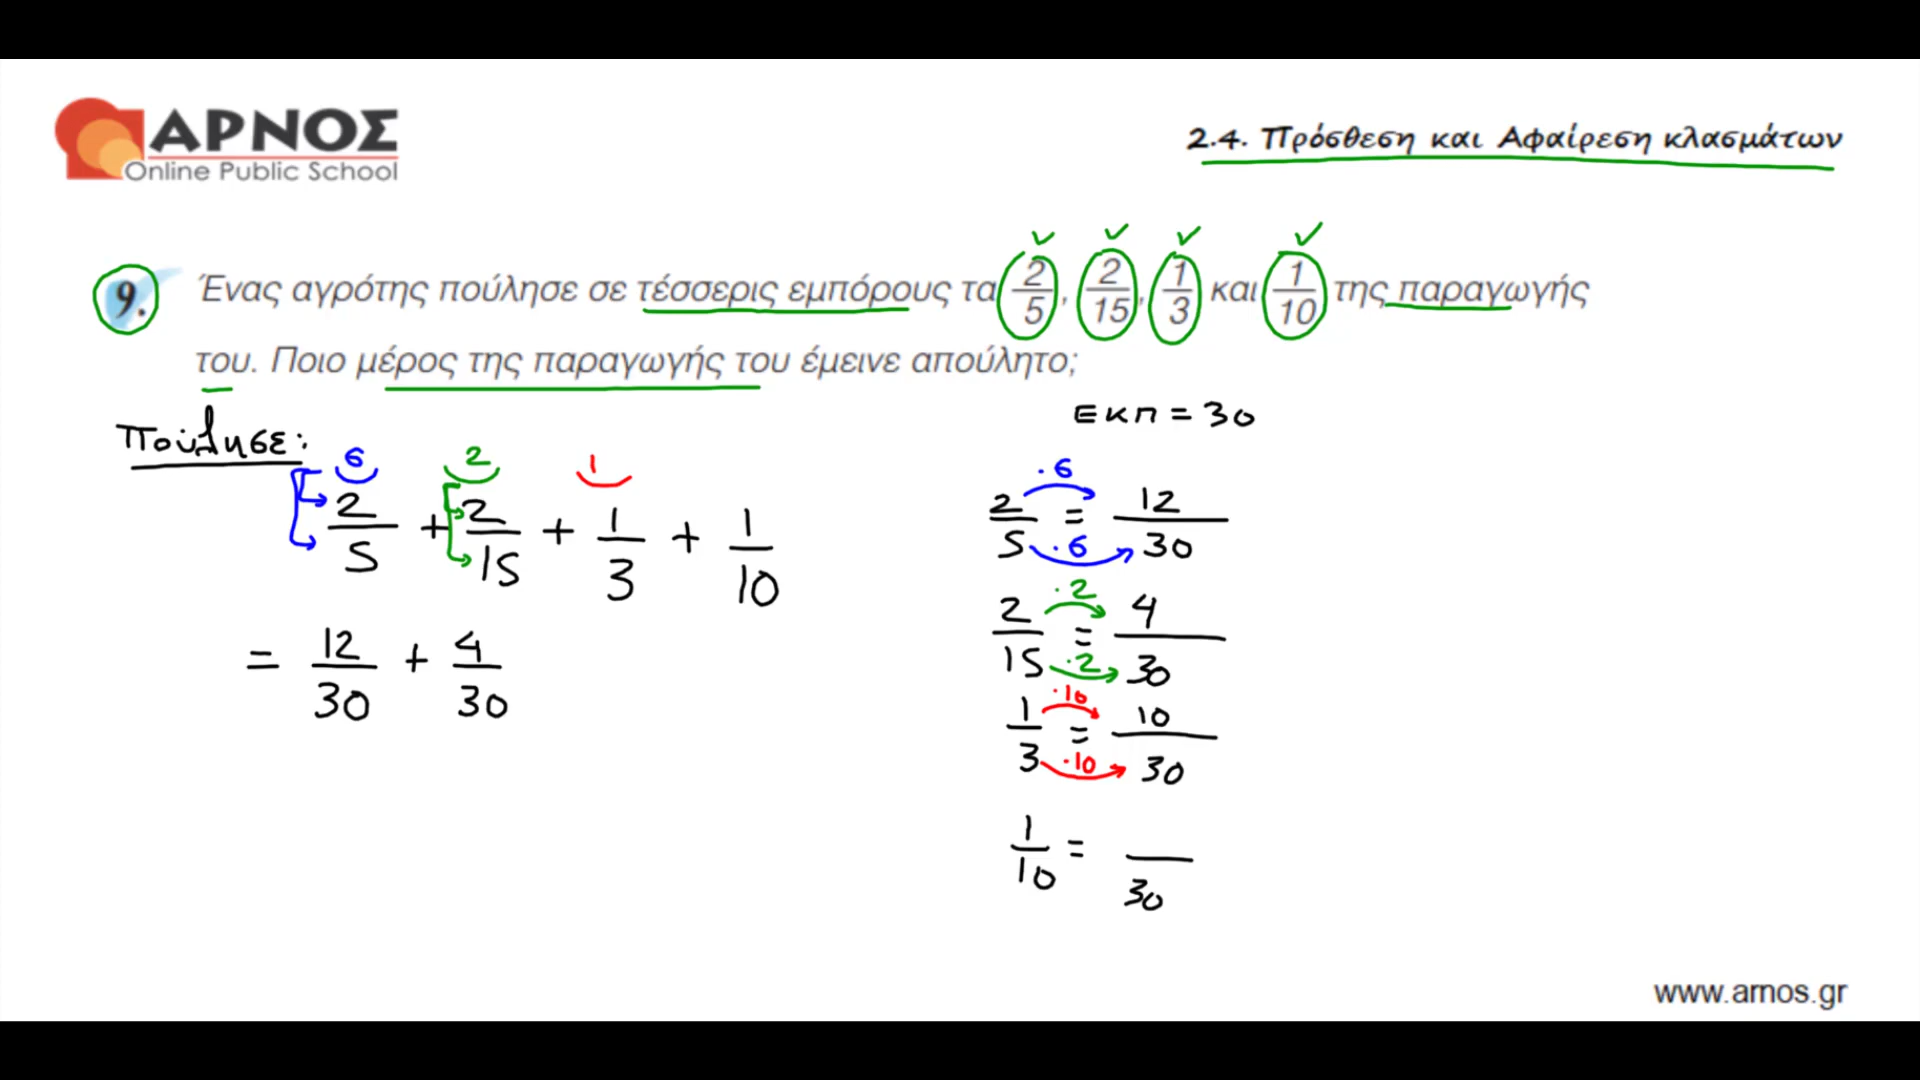 ΑΡΝΟΣ
Online Public School
2.4. Πρόσθεση και Αφαίρεση κλασμάτων
9. Ένας αγρότης πούλησε σε τέσσερις εμπόρους τα 2/5, 2/15, 1/3 και 1/10 της παραγωγής
του. Ποιο μέρος της παραγωγής του έμεινε απούλητο;
Πούλησε:
ΕΚΠ = 30
6 2 1
2/5 + 2/15 + 1/3 + 1/10
= 12/30 + 4/30
·6
2/5 = 12/30
·6
·2
2/15 = 4/30
·2
·10
1/3 = 10/30
·10
1/10 = /30
www.arnos.gr